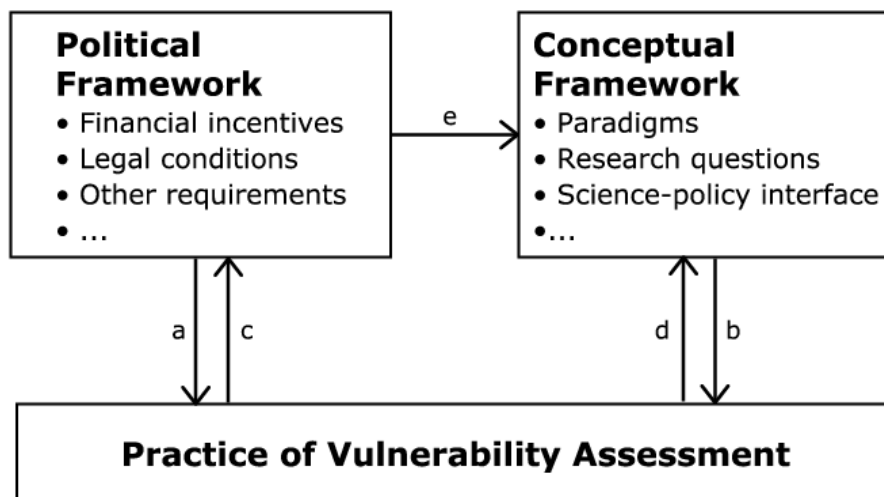 Political
Framework
• Financial incentives
• Legal conditions
• Other requirements
• ...
e
Conceptual
Framework
• Paradigms
• Research questions
• Science-policy interface
•...
a
c
d
b
Practice of Vulnerability Assessment